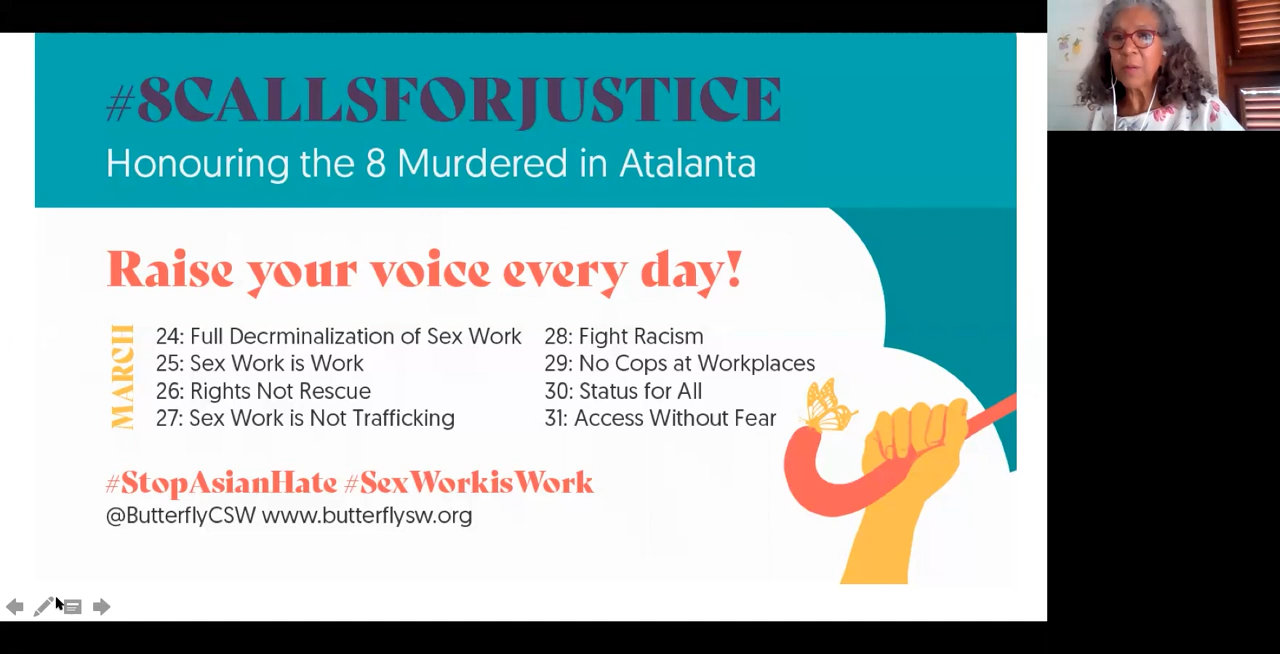 #8CALLSFORJUSTICE
Honouring the 8 Murdered in Atalanta
Raise your voice every day!
MARCH
24: Full Decrminalization of Sex Work
25: Sex Work is Work
26: Rights Not Rescue
27: Sex Work is Not Trafficking
28: Fight Racism
29: No Cops at Workplaces
30: Status for All
31: Access Without Fear
#StopAsianHate #SexWorkisWork
@ButterflyCSW www.butterflysw.org